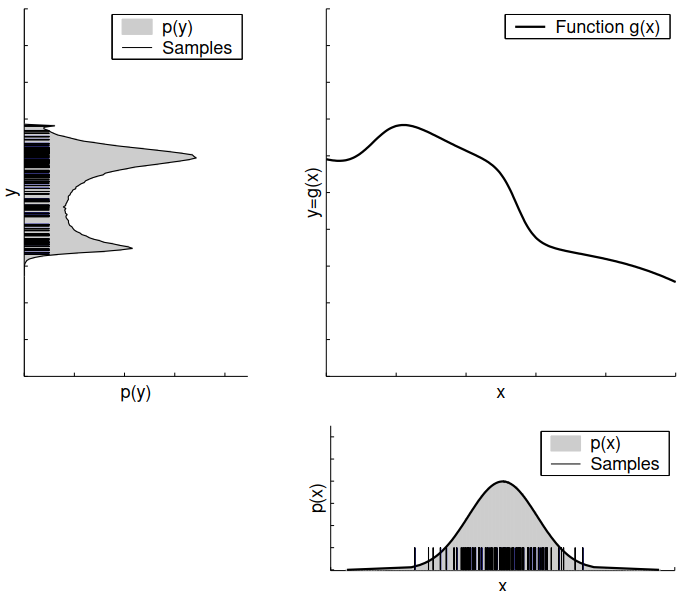 p(y)
Samples
y
p(y)
Function g(x)
y=g(x)
x
p(x)
Samples
p(x)
x